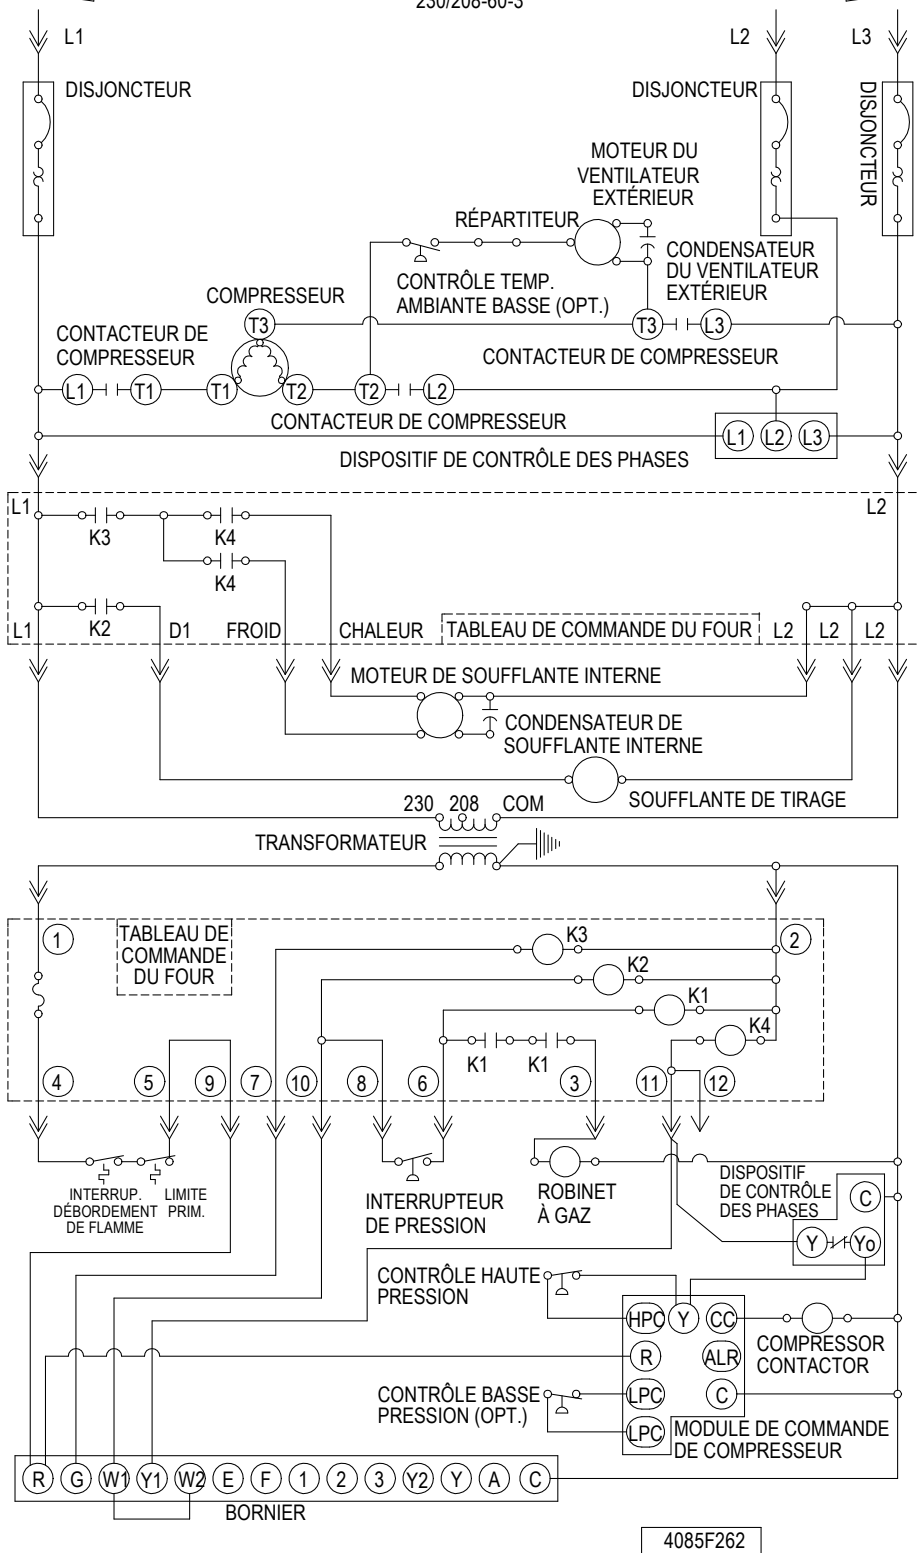 230/208-60-3
L1
L2
L3
DISJONCTEUR
DISJONCTEUR
DISJONCTEUR
MOTEUR DU
VENTILATEUR
EXTÉRIEUR
RÉPARTITEUR
CONDENSATEUR
DU VENTILATEUR
EXTÉRIEUR
CONTRÔLE TEMP.
AMBIANTE BASSE (OPT.)
COMPRESSEUR
T3
T3
L3
CONTACTEUR DE
COMPRESSEUR
CONTACTEUR DE COMPRESSEUR
L1
T1
T1
T2
T2
L2
CONTACTEUR DE COMPRESSEUR
L1
L2
L3
DISPOSITIF DE CONTRÔLE DES PHASES
L1
L2
K3
K4
K4
K2
L1
D1
FROID
CHALEUR
TABLEAU DE COMMANDE DU FOUR
L2
L2
L2
MOTEUR DE SOUFFLANTE INTERNE
CONDENSATEUR DE
SOUFFLANTE INTERNE
SOUFFLANTE DE TIRAGE
230
208
COM
TRANSFORMATEUR
1
TABLEAU DE
COMMANDE
DU FOUR
2
K3
K2
K1
K4
K1
K1
4
5
9
7
10
8
6
3
11
12
INTERRUP.
DÉBORDEMENT
DE FLAMME
LIMITE
PRIM.
INTERRUPTEUR
DE PRESSION
ROBINET
À GAZ
DISPOSITIF
DE CONTRÔLE
DES PHASES
C
Y
Yo
CONTRÔLE HAUTE
PRESSION
HPC
Y
CC
COMPRESSOR
CONTACTOR
R
ALR
CONTRÔLE BASSE
PRESSION (OPT.)
LPC
C
LPC
MODULE DE COMMANDE
DE COMPRESSEUR
R
G
W1
Y1
W2
E
F
1
2
3
Y2
Y
A
C
BORNIER
4085F262